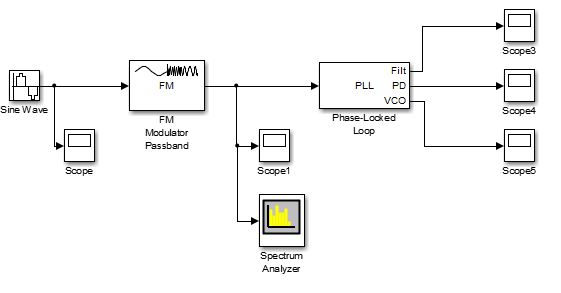 Scope3
FM
Filt
PLL
PD
VCO
Sine Wave
FM
Modulator
Passband
Phase-Locked
Loop
Scope4
Scope
Scope1
Scope5
Spectrum
Analyzer